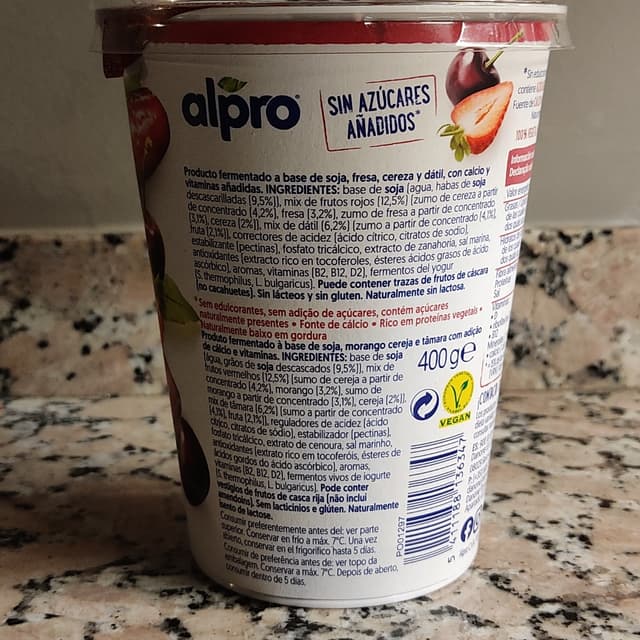 alpro
SIN AZÚCARES
AÑADIDOS*
Producto fermentado a base de soja, fresa, cereza y dátil, con calcio y
vitaminas añadidas. INGREDIENTES: base de soja (agua, habas de soja
descascarilladas [9,5%]), mix de frutos rojos [12,5%] (zumo de cereza a partir
de concentrado [4,2%], fresa [3,2%], zumo de fresa a partir de concentrado
[3,1%], cereza [2%]), mix de dátil [6,2%] (zumo a partir de concentrado [4,1%],
fruta [2,1%]), correctores de acidez (ácido cítrico, citratos de sodio),
estabilizante (pectinas), fosfato tricálcico, extracto de zanahoria, sal marina,
antioxidantes (extracto rico en tocoferoles, ésteres ácidos grasos de ácido
ascórbico), aromas, vitaminas (B2, B12, D2), fermentos del yogur
(S. thermophilus, L. bulgaricus). Puede contener trazas de frutos de cáscara
(no cacahuetes). Sin lácteos y sin gluten. Naturalmente sin lactosa.
*Sem edulcorantes, sem adição de açúcares, contém açúcares
naturalmente presentes • Fonte de cálcio • Rico em proteínas vegetais •
Naturalmente baixo em gordura
Produto fermentado à base de soja, morango cereja e tâmara com adição
de cálcio e vitaminas. INGREDIENTES: base de soja
(água, grãos de soja descascados [9,5%]), mix de
frutos vermelhos [12,5%] (sumo de cereja a partir de
concentrado [4,2%], morango [3,2%], sumo de
morango a partir de concentrado [3,1%], cereja [2%]),
mix de tâmara [6,2%] (sumo a partir de concentrado
[4,1%], fruta [2,1%]), reguladores de acidez (ácido
cítrico, citratos de sódio), estabilizador (pectinas),
fosfato tricálcico, extrato de cenoura, sal marinho,
antioxidantes (extrato rico em tocoferóis, ésteres de
ácidos gordos do ácido ascórbico), aromas,
vitaminas (B2, B12, D2), fermentos vivos de iogurte
(S. thermophilus, L. bulgaricus). Pode conter
vestígios de frutos de casca rija (não inclui
amendoins). Sem lacticínios e glúten. Naturalmente
isento de lactose.
Consumir preferentemente antes del: ver parte
superior. Conservar en frío a máx. 7°C. Una vez
abierto, conservar en el frigorífico hasta 5 días.
Consumir de preferência antes de: ver topo da
embalagem. Conservar a máx. 7°C. Depois de aberto,
consumir dentro de 5 dias.
400g e
VEGAN
PO01297
5 411188 136747